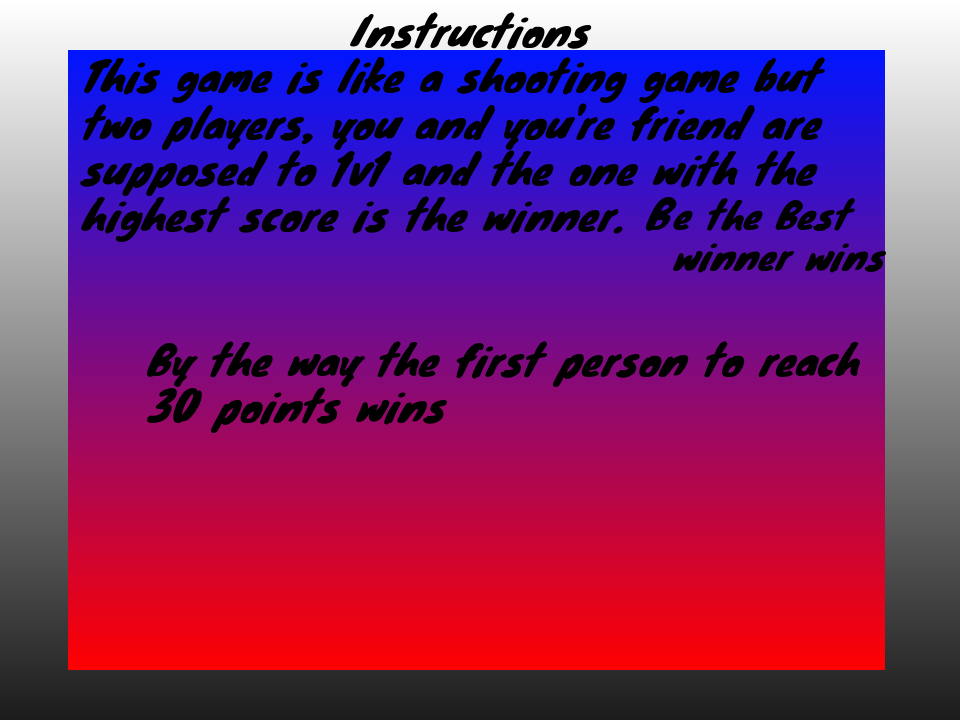 Instructions
This game is like a shooting game but
two players, you and you're friend are
supposed to 1v1 and the one with the
highest score is the winner. Be the Best
winner wins
By the way the first person to reach
30 points wins